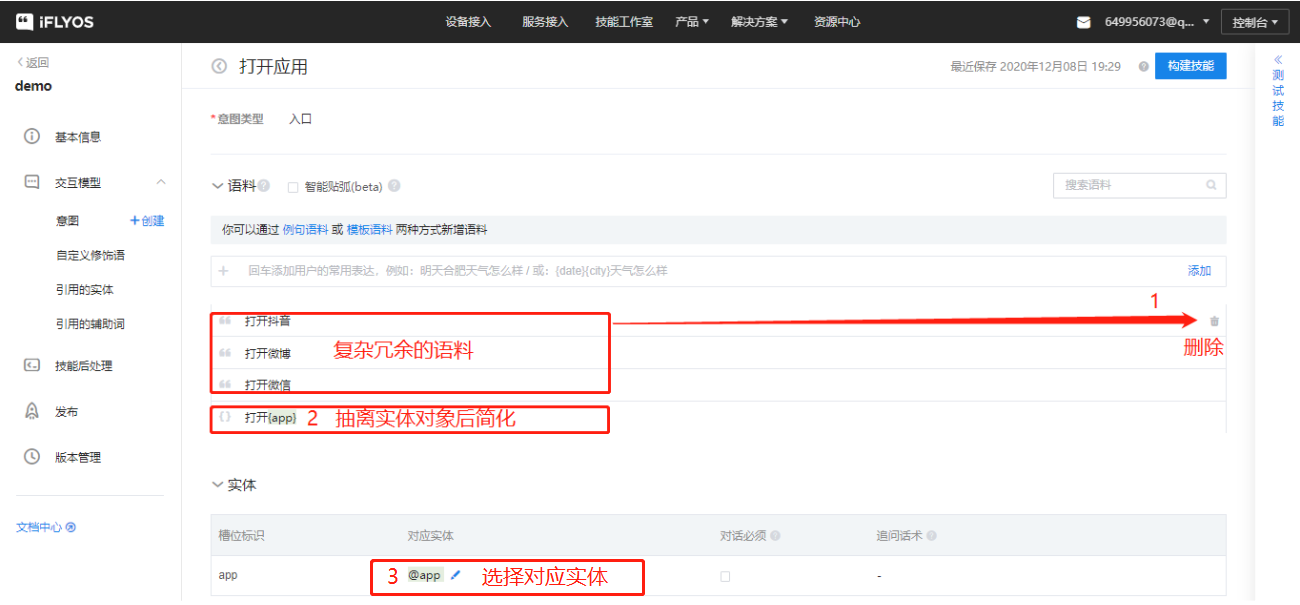 iFLYOS 设备接入 服务接入 技能工作室 产品 解决方案 资源中心 649956073@q... 控制台
返回
demo
打开应用 最近保存 2020年12月08日 19:29 构建技能
测试技能
基本信息
交互模型
意图 +创建
自定义修饰语
引用的实体
引用的辅助词
技能后处理
发布
版本管理
文档中心
*意图类型 入口
语料 智能贴弧(beta) 搜索语料
你可以通过 例句语料 或 模板语料 两种方式新增语料
+ 回车添加用户的常用表达，例如：明天合肥天气怎么样 / 或：{date}{city}天气怎么样 添加
1
打开抖音
打开微博 复杂冗余的语料 删除
打开微信
{} 打开{app} 2 抽离实体对象后简化
实体
槽位标识 对应实体 对话必须 追问话术
app 3 @app 选择对应实体 -